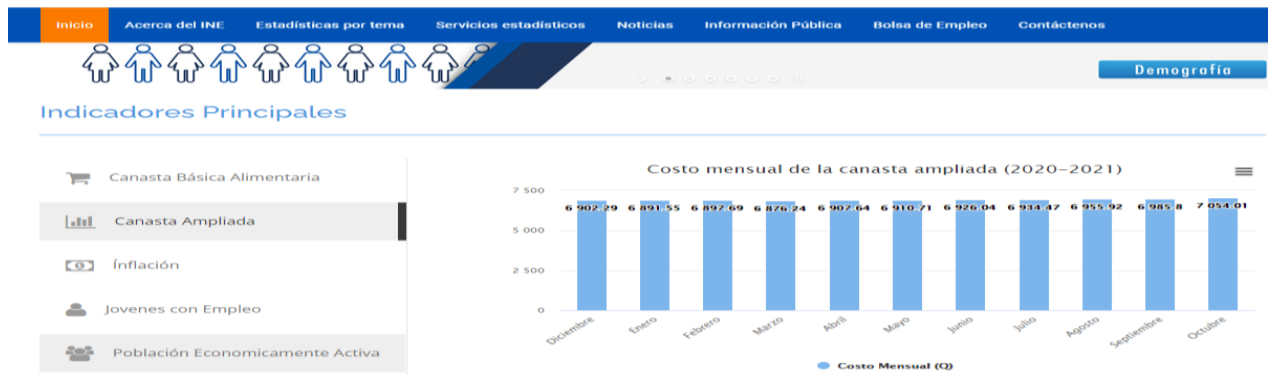 Inicio Acerca del INE Estadísticas por tema Servicios estadísticos Noticias Información Pública Bolsa de Empleo Contáctenos
Demografía
Indicadores Principales
Canasta Básica Alimentaria
Canasta Ampliada
Ínflación
Jovenes con Empleo
Población Economicamente Activa
Costo mensual de la canasta ampliada (2020–2021)
7 500
6 902.29 6 891.55 6 897.69 6 876.24 6 907.64 6 910.71 6 926.04 6 934.47 6 955.92 6 985.8 7 054.01
5 000
2 500
0
Diciembre Enero Febrero Marzo Abril Mayo Junio Julio Agosto Septiembre Octubre
Costo Mensual (Q)